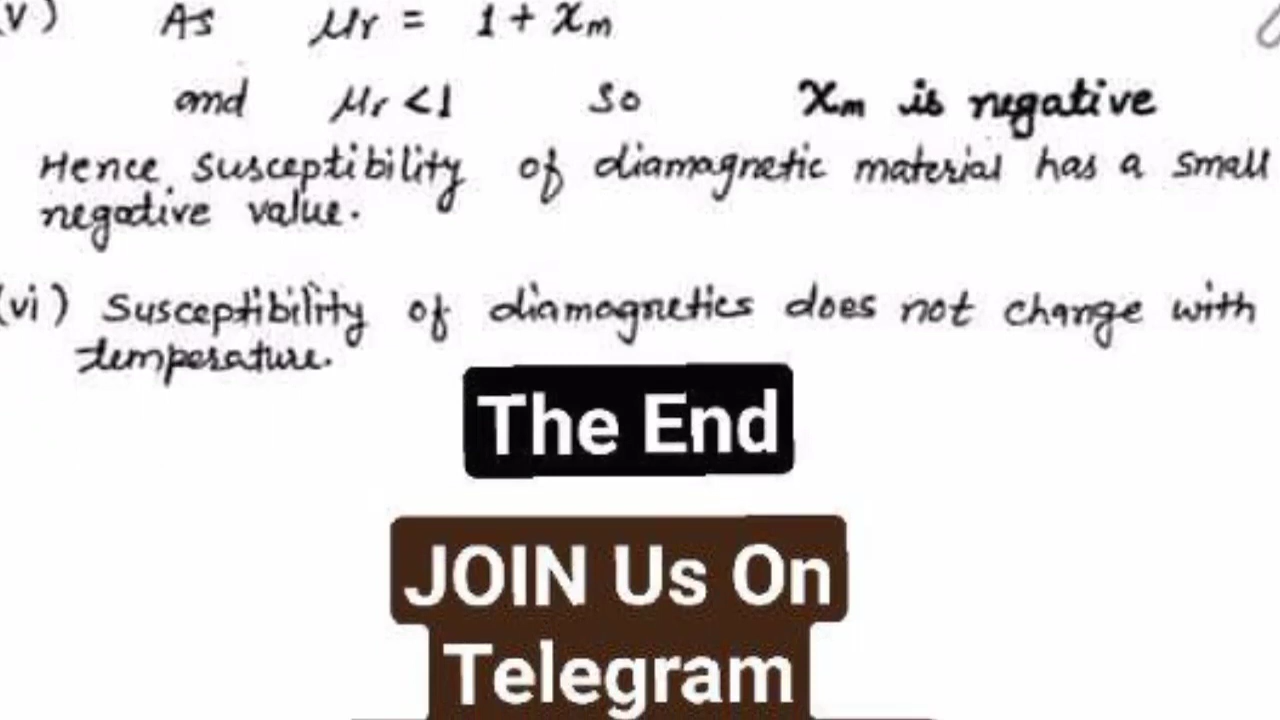 (v) As μr = 1 + χm
and μr < 1 so χm is negative
Hence susceptibility of diamagnetic material has a small
negative value.
(vi) Susceptibility of diamagnetics does not change with
temperature.
The End
JOIN Us On
Telegram